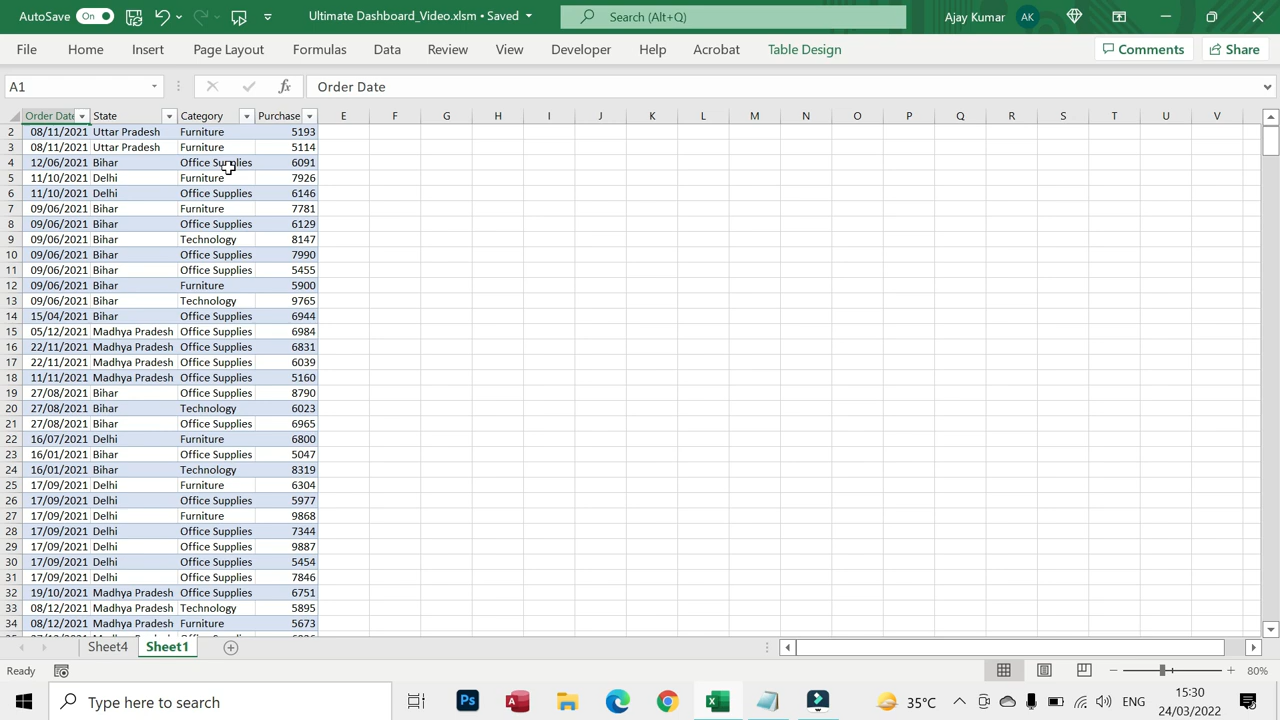 AutoSave On Ultimate Dashboard_Video.xlsm • Saved Search (Alt+Q) Ajay Kumar AK
File Home Insert Page Layout Formulas Data Review View Developer Help Acrobat Table Design Comments Share
A1 fx Order Date
Order Date State Category Purchase E F G H I J K L M N O P Q R S T U V
2 08/11/2021 Uttar Pradesh Furniture 5193
3 08/11/2021 Uttar Pradesh Furniture 5114
4 12/06/2021 Bihar Office Supplies 6091
5 11/10/2021 Delhi Furniture 7926
6 11/10/2021 Delhi Office Supplies 6146
7 09/06/2021 Bihar Furniture 7781
8 09/06/2021 Bihar Office Supplies 6129
9 09/06/2021 Bihar Technology 8147
10 09/06/2021 Bihar Office Supplies 7990
11 09/06/2021 Bihar Office Supplies 5455
12 09/06/2021 Bihar Furniture 5900
13 09/06/2021 Bihar Technology 9765
14 15/04/2021 Bihar Office Supplies 6944
15 05/12/2021 Madhya Pradesh Office Supplies 6984
16 22/11/2021 Madhya Pradesh Office Supplies 6831
17 22/11/2021 Madhya Pradesh Office Supplies 6039
18 11/11/2021 Madhya Pradesh Office Supplies 5160
19 27/08/2021 Bihar Office Supplies 8790
20 27/08/2021 Bihar Technology 6023
21 27/08/2021 Bihar Office Supplies 6965
22 16/07/2021 Delhi Furniture 6800
23 16/01/2021 Bihar Office Supplies 5047
24 16/01/2021 Bihar Technology 8319
25 17/09/2021 Delhi Furniture 6304
26 17/09/2021 Delhi Office Supplies 5977
27 17/09/2021 Delhi Furniture 9868
28 17/09/2021 Delhi Office Supplies 7344
29 17/09/2021 Delhi Office Supplies 9887
30 17/09/2021 Delhi Office Supplies 5454
31 17/09/2021 Delhi Office Supplies 7846
32 19/10/2021 Madhya Pradesh Office Supplies 6751
33 08/12/2021 Madhya Pradesh Technology 5895
34 08/12/2021 Madhya Pradesh Furniture 5673
Sheet4 Sheet1
Ready 80%
Type here to search Ps A 35°C ENG 15:30
24/03/2022